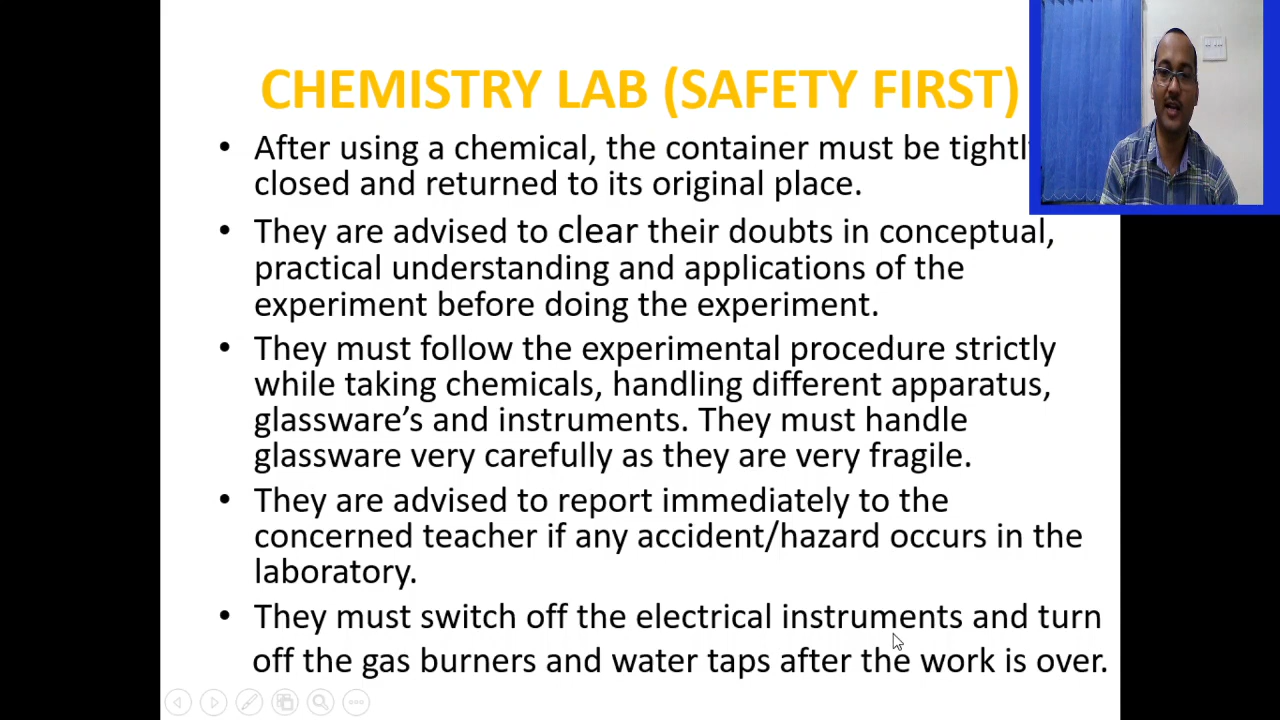 CHEMISTRY LAB (SAFETY FIRST)
• After using a chemical, the container must be tightl
closed and returned to its original place.
• They are advised to clear their doubts in conceptual,
practical understanding and applications of the
experiment before doing the experiment.
• They must follow the experimental procedure strictly
while taking chemicals, handling different apparatus,
glassware’s and instruments. They must handle
glassware very carefully as they are very fragile.
• They are advised to report immediately to the
concerned teacher if any accident/hazard occurs in the
laboratory.
• They must switch off the electrical instruments and turn
off the gas burners and water taps after the work is over.